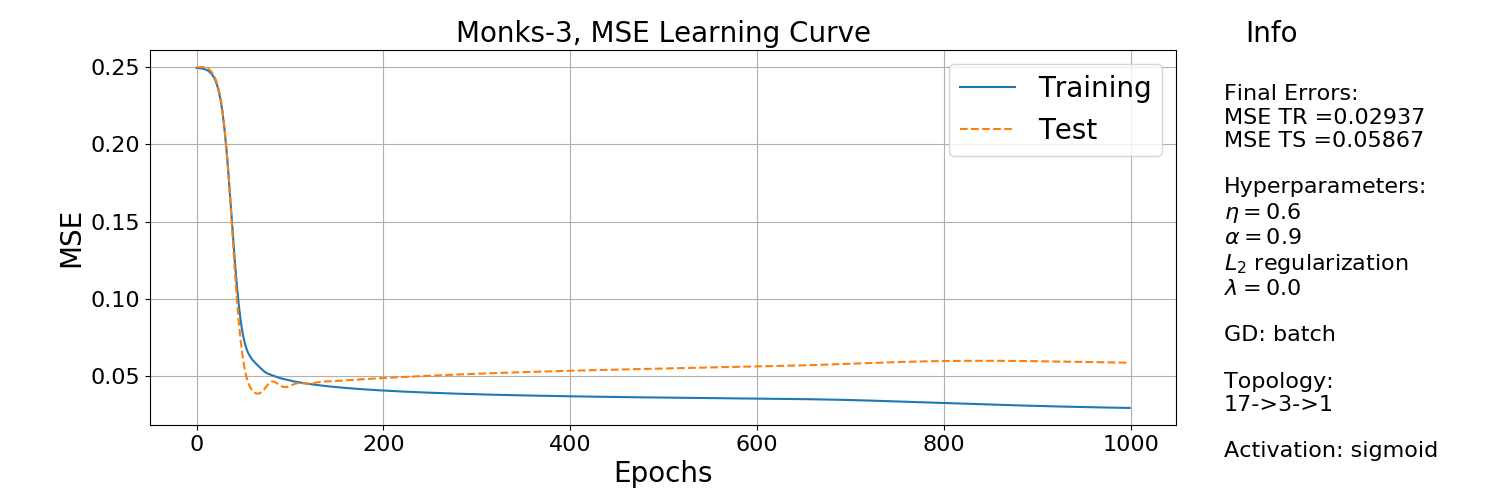 Monks-3, MSE Learning Curve
MSE
0.25
0.20
0.15
0.10
0.05
0
200
400
600
800
1000
Epochs
Training
Test
Info
Final Errors:
MSE TR =0.02937
MSE TS =0.05867
Hyperparameters:
η = 0.6
α = 0.9
L₂ regularization
λ = 0.0
GD: batch
Topology:
17->3->1
Activation: sigmoid